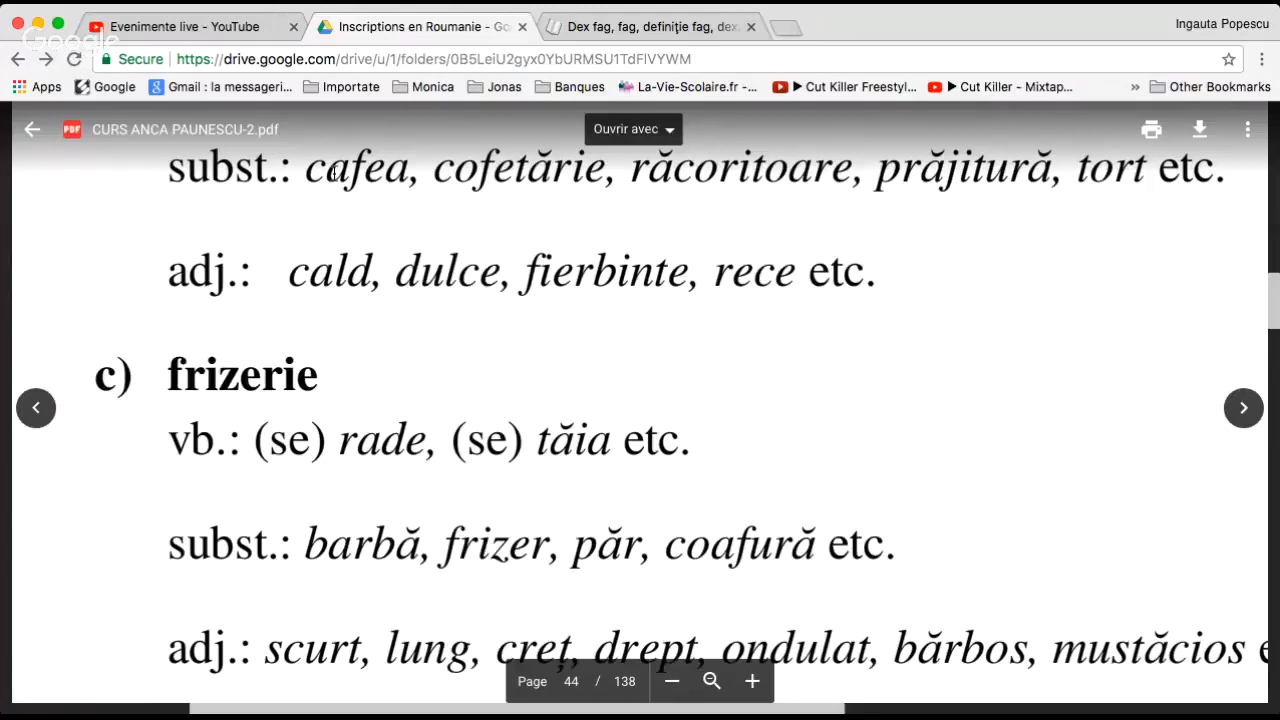 Evenimente live - YouTube
Inscriptions en Roumanie - Go
Dex fag, fag, definiție fag, dex
Ingauta Popescu
Google
Secure https://drive.google.com/drive/u/1/folders/0B5LeiU2gyx0YbURMSU1TdFlVYWM
Apps Google Gmail : la messageri... Importate Monica Jonas Banques La-Vie-Scolaire.fr -... Cut Killer Freestyl... Cut Killer - Mixtap... » Other Bookmarks
CURS ANCA PAUNESCU-2.pdf
Ouvrir avec
subst.: cafea, cofetărie, răcoritoare, prăjitură, tort etc.
adj.: cald, dulce, fierbinte, rece etc.
c) frizerie
vb.: (se) rade, (se) tăia etc.
subst.: barbă, frizer, păr, coafură etc.
adj.: scurt, lung, creț, drept, ondulat, bărbos, mustăcios e
Page 44 / 138